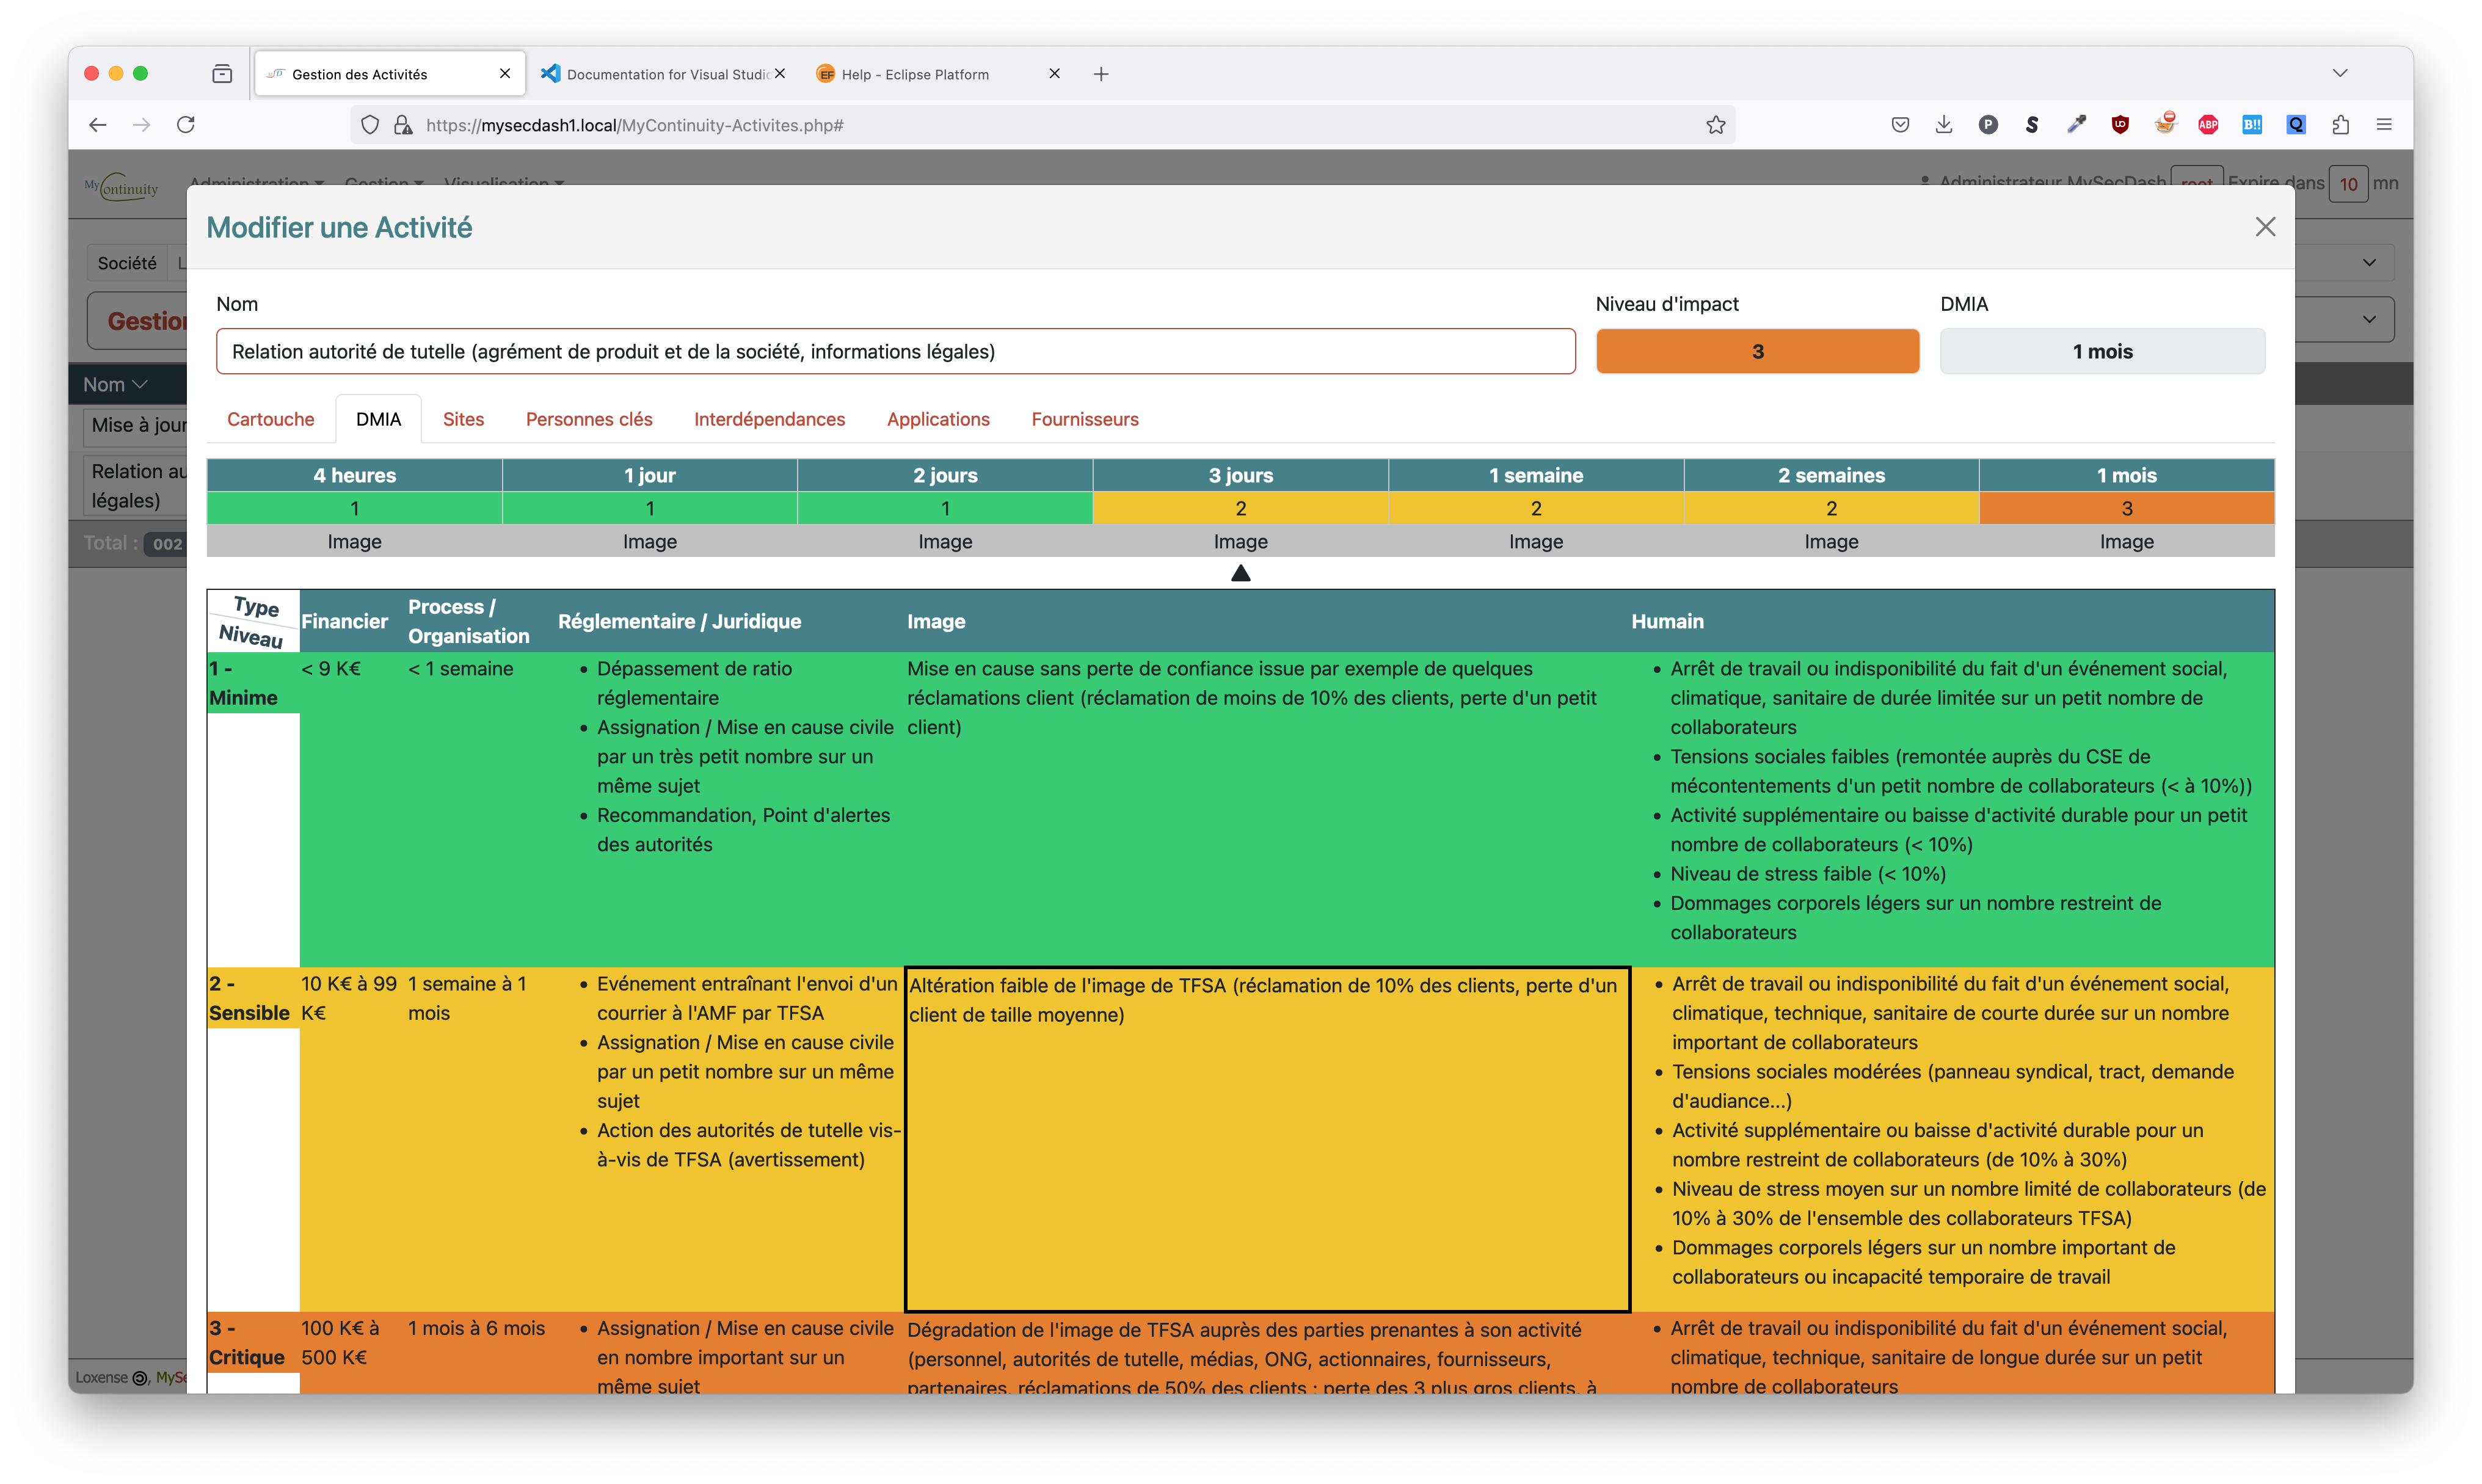 Gestion des Activités
Documentation for Visual Studio
Help - Eclipse Platform
https://mysecdash1.local/MyContinuity-Activites.php#
MyContinuity
Administration
Gestion
Visualisation
Administrateur MySecDash root Expire dans 10 mn
Modifier une Activité
Société
Nom
Niveau d'impact
DMIA
Relation autorité de tutelle (agrément de produit et de la société, informations légales)
3
1 mois
Gestion
Nom
Mise à jour
Relation au
légales)
Total : 002
Cartouche
DMIA
Sites
Personnes clés
Interdépendances
Applications
Fournisseurs
4 heures 1 jour 2 jours 3 jours 1 semaine 2 semaines 1 mois
1 1 1 2 2 2 3
Image Image Image Image Image Image Image
Type
Niveau
Financier
Process /
Organisation
Réglementaire / Juridique
Image
Humain
1 -
Minime
< 9 K€
< 1 semaine
• Dépassement de ratio
réglementaire
• Assignation / Mise en cause civile
par un très petit nombre sur un
même sujet
• Recommandation, Point d'alertes
des autorités
Mise en cause sans perte de confiance issue par exemple de quelques
réclamations client (réclamation de moins de 10% des clients, perte d'un petit
client)
• Arrêt de travail ou indisponibilité du fait d'un événement social,
climatique, sanitaire de durée limitée sur un petit nombre de
collaborateurs
• Tensions sociales faibles (remontée auprès du CSE de
mécontentements d'un petit nombre de collaborateurs (< à 10%))
• Activité supplémentaire ou baisse d'activité durable pour un petit
nombre de collaborateurs (< 10%)
• Niveau de stress faible (< 10%)
• Dommages corporels légers sur un nombre restreint de
collaborateurs
2 -
Sensible
10 K€ à 99
K€
1 semaine à 1
mois
• Evénement entraînant l'envoi d'un
courrier à l'AMF par TFSA
• Assignation / Mise en cause civile
par un petit nombre sur un même
sujet
• Action des autorités de tutelle vis-
à-vis de TFSA (avertissement)
Altération faible de l'image de TFSA (réclamation de 10% des clients, perte d'un
client de taille moyenne)
• Arrêt de travail ou indisponibilité du fait d'un événement social,
climatique, technique, sanitaire de courte durée sur un nombre
important de collaborateurs
• Tensions sociales modérées (panneau syndical, tract, demande
d'audiance...)
• Activité supplémentaire ou baisse d'activité durable pour un
nombre restreint de collaborateurs (de 10% à 30%)
• Niveau de stress moyen sur un nombre limité de collaborateurs (de
10% à 30% de l'ensemble des collaborateurs TFSA)
• Dommages corporels légers sur un nombre important de
collaborateurs ou incapacité temporaire de travail
3 -
Critique
100 K€ à
500 K€
1 mois à 6 mois
• Assignation / Mise en cause civile
en nombre important sur un
même sujet
Dégradation de l'image de TFSA auprès des parties prenantes à son activité
(personnel, autorités de tutelle, médias, ONG, actionnaires, fournisseurs,
partenaires, réclamations de 50% des clients ; perte des 3 plus gros clients, à
• Arrêt de travail ou indisponibilité du fait d'un événement social,
climatique, technique, sanitaire de longue durée sur un petit
nombre de collaborateurs
Loxense, MySe